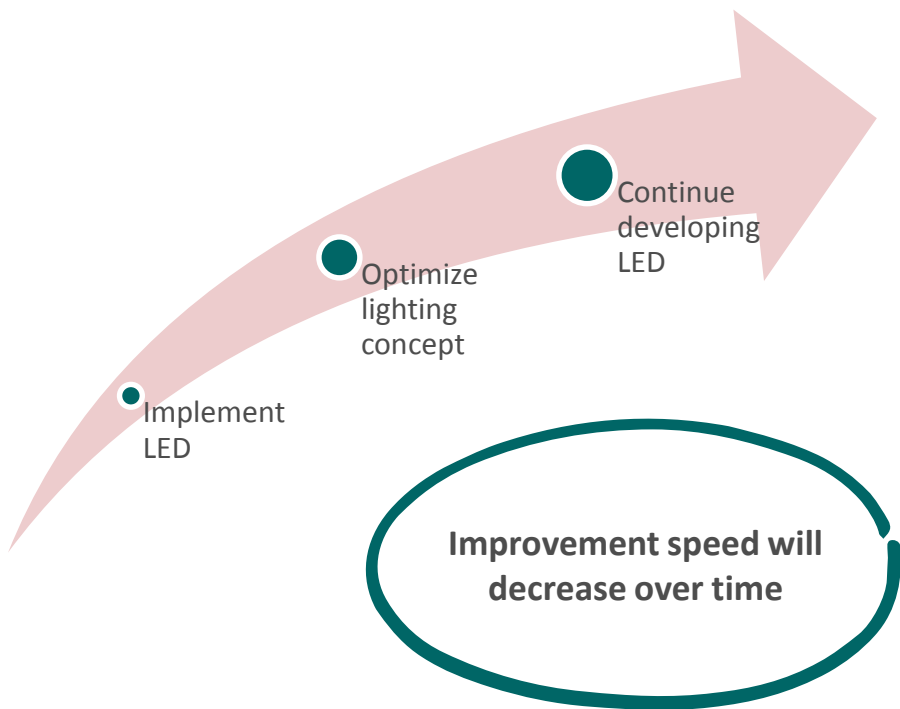 Continue
developing
LED
Optimize
lighting
concept
Implement
LED
Improvement speed will
decrease over time